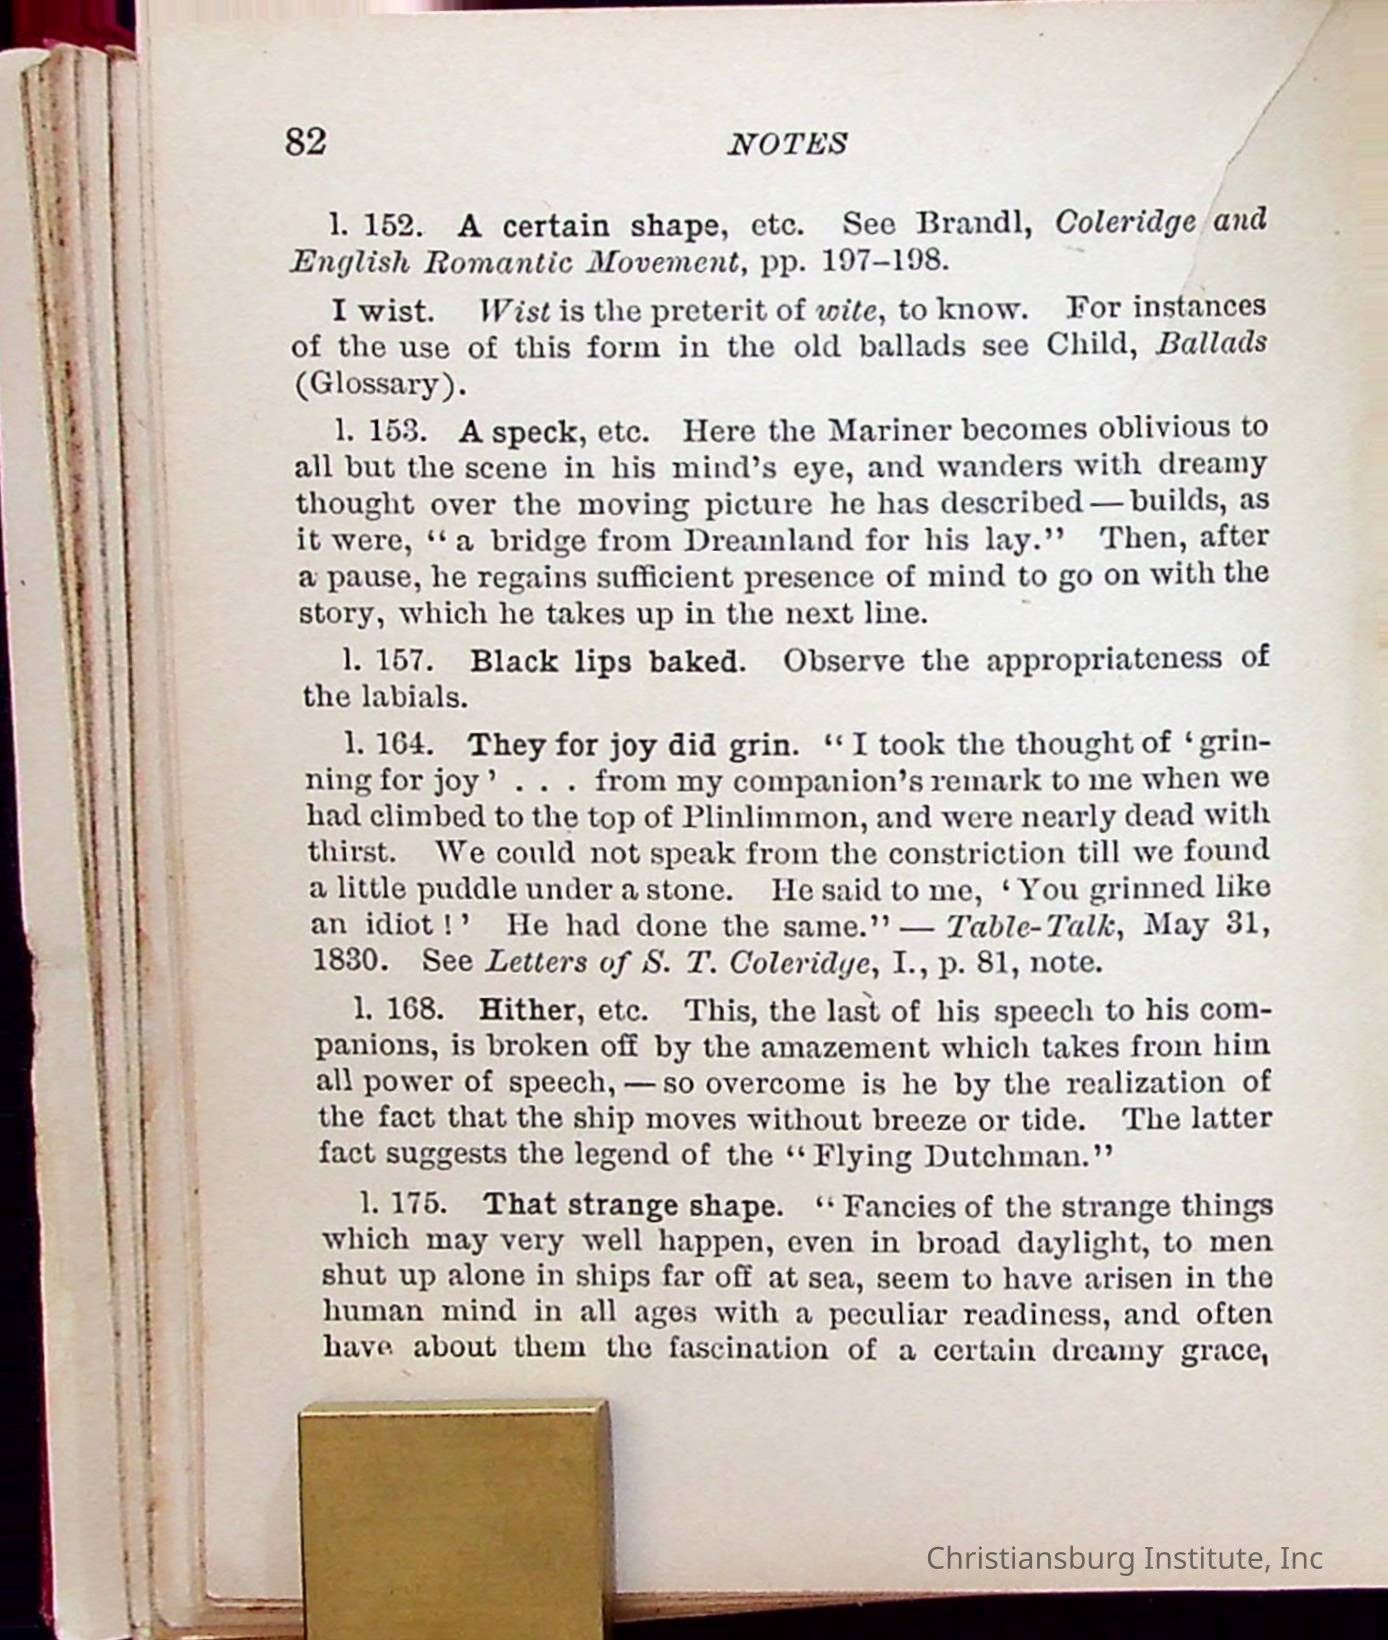 82 NOTES
l. 152. A certain shape, etc. See Brandl, Coleridge and
English Romantic Movement, pp. 197–198.
I wist. Wist is the preterit of wite, to know. For instances
of the use of this form in the old ballads see Child, Ballads
(Glossary).
l. 153. A speck, etc. Here the Mariner becomes oblivious to
all but the scene in his mind's eye, and wanders with dreamy
thought over the moving picture he has described — builds, as
it were, “a bridge from Dreamland for his lay.” Then, after
a pause, he regains sufficient presence of mind to go on with the
story, which he takes up in the next line.
l. 157. Black lips baked. Observe the appropriateness of
the labials.
l. 164. They for joy did grin. “I took the thought of ‘grin-
ning for joy’ . . . from my companion's remark to me when we
had climbed to the top of Plinlimmon, and were nearly dead with
thirst. We could not speak from the constriction till we found
a little puddle under a stone. He said to me, ‘You grinned like
an idiot!’ He had done the same.” — Table-Talk, May 31,
1830. See Letters of S. T. Coleridge, I., p. 81, note.
l. 168. Hither, etc. This, the last of his speech to his com-
panions, is broken off by the amazement which takes from him
all power of speech, — so overcome is he by the realization of
the fact that the ship moves without breeze or tide. The latter
fact suggests the legend of the “Flying Dutchman.”
l. 175. That strange shape. “Fancies of the strange things
which may very well happen, even in broad daylight, to men
shut up alone in ships far off at sea, seem to have arisen in the
human mind in all ages with a peculiar readiness, and often
have about them the fascination of a certain dreamy grace,
Christiansburg Institute, Inc